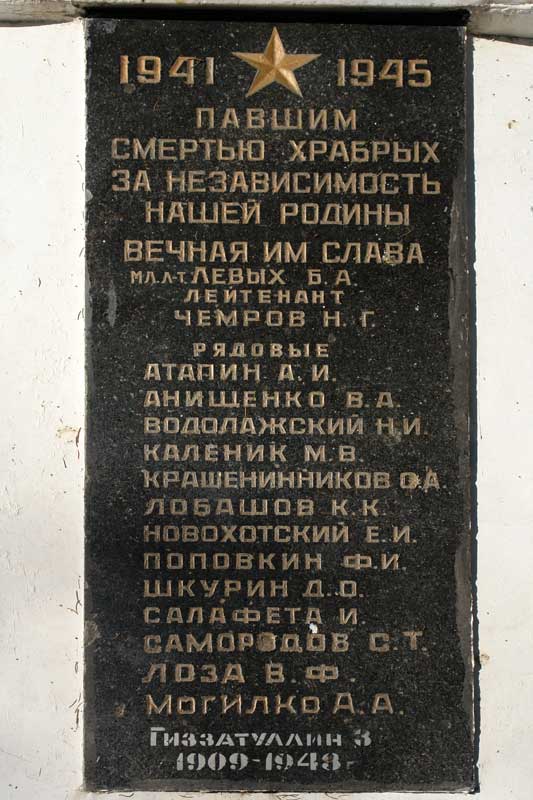 1941 1945
ПАВШИМ
СМЕРТЬЮ ХРАБРЫХ
ЗА НЕЗАВИСИМОСТЬ
НАШЕЙ РОДИНЫ
ВЕЧНАЯ ИМ СЛАВА
МЛ.Л-Т. ЛЕВЫХ Б.А.
ЛЕЙТЕНАНТ
ЧЕМРОВ Н.Г.
РЯДОВЫЕ
АТАПИН А.И.
АНИЩЕНКО В.А.
ВОДОЛАЖСКИЙ Н.И.
КАЛЕНИК М.В.
КРАШЕНИННИКОВ О.А.
ЛОБАШОВ К.К.
НОВОХОТСКИЙ Е.И.
ПОПОВКИН Ф.И.
ШКУРИН Д.О.
САЛАФЕТА И.
САМОРОДОВ С.Т.
ЛОЗА В.Ф.
МОГИЛКО А.А.
ГИЗЗАТУЛЛИН З
1909-1943г